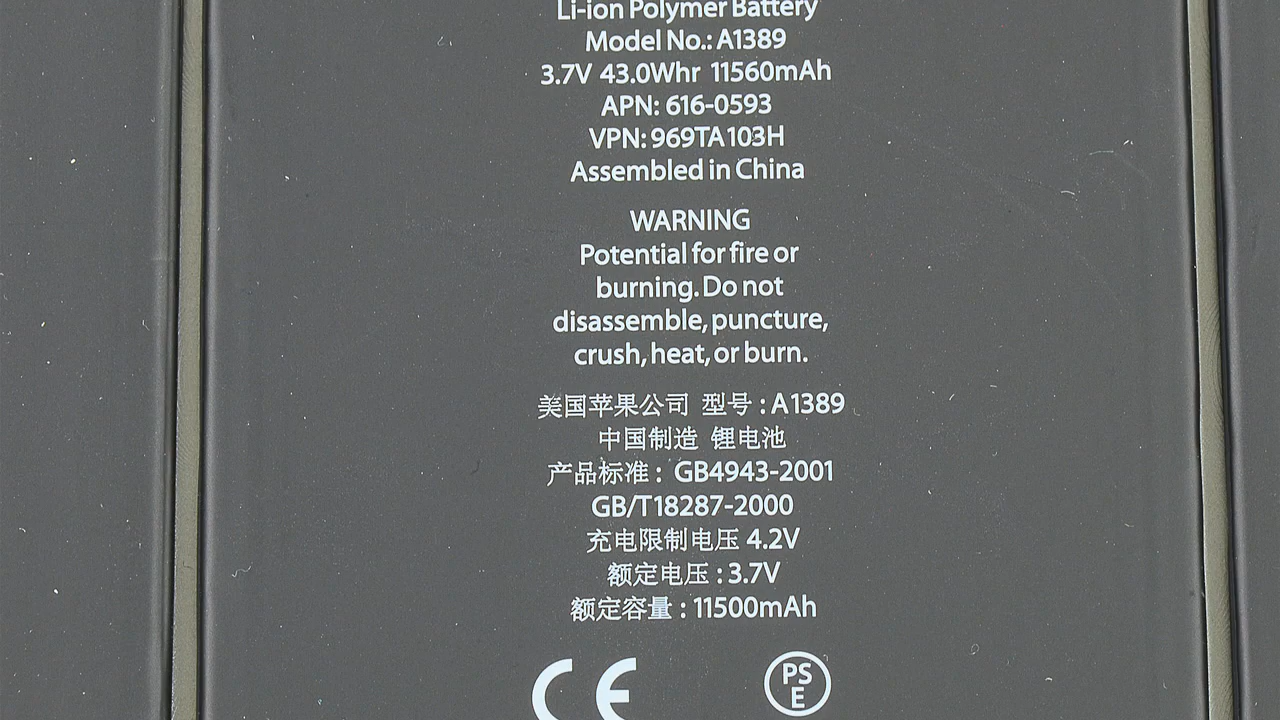 Li-ion Polymer Battery
Model No.: A1389
3.7V 43.0Whr 11560mAh
APN: 616-0593
VPN: 969TA103H
Assembled in China
WARNING
Potential for fire or
burning. Do not
disassemble, puncture,
crush, heat, or burn.
美国苹果公司 型号 : A1389
中国制造 锂电池
产品标准 : GB4943-2001
GB/T18287-2000
充电限制电压 4.2V
额定电压 : 3.7V
额定容量 : 11500mAh
CE PS
E